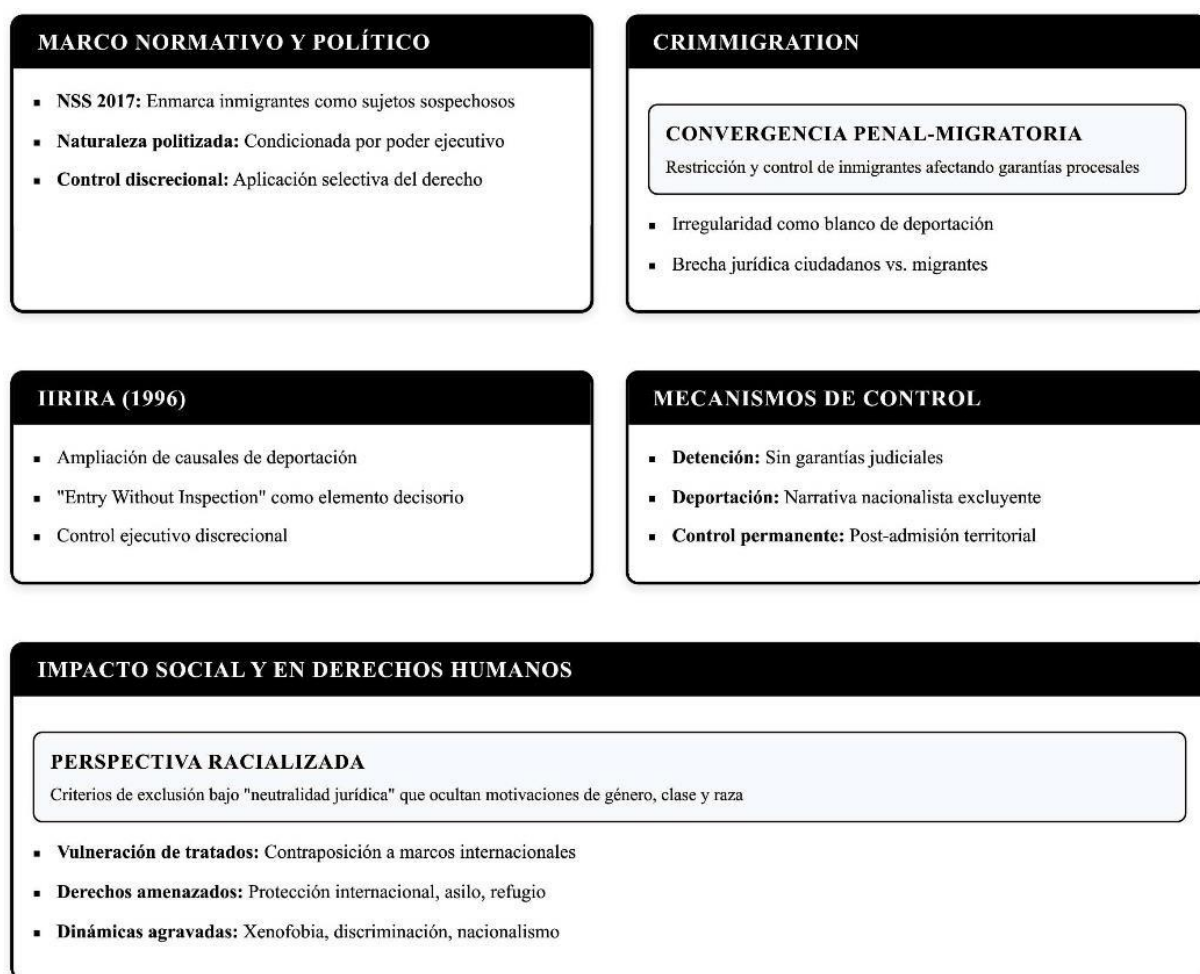 MARCO NORMATIVO Y POLÍTICO
▪ NSS 2017: Enmarca inmigrantes como sujetos sospechosos
▪ Naturaleza politizada: Condicionada por poder ejecutivo
▪ Control discrecional: Aplicación selectiva del derecho
CRIMMIGRATION
CONVERGENCIA PENAL-MIGRATORIA
Restricción y control de inmigrantes afectando garantías procesales
▪ Irregularidad como blanco de deportación
▪ Brecha jurídica ciudadanos vs. migrantes
IIRIRA (1996)
▪ Ampliación de causales de deportación
▪ "Entry Without Inspection" como elemento decisorio
▪ Control ejecutivo discrecional
MECANISMOS DE CONTROL
▪ Detención: Sin garantías judiciales
▪ Deportación: Narrativa nacionalista excluyente
▪ Control permanente: Post-admisión territorial
IMPACTO SOCIAL Y EN DERECHOS HUMANOS
PERSPECTIVA RACIALIZADA
Criterios de exclusión bajo "neutralidad jurídica" que ocultan motivaciones de género, clase y raza
▪ Vulneración de tratados: Contraposición a marcos internacionales
▪ Derechos amenazados: Protección internacional, asilo, refugio
▪ Dinámicas agravadas: Xenofobia, discriminación, nacionalismo